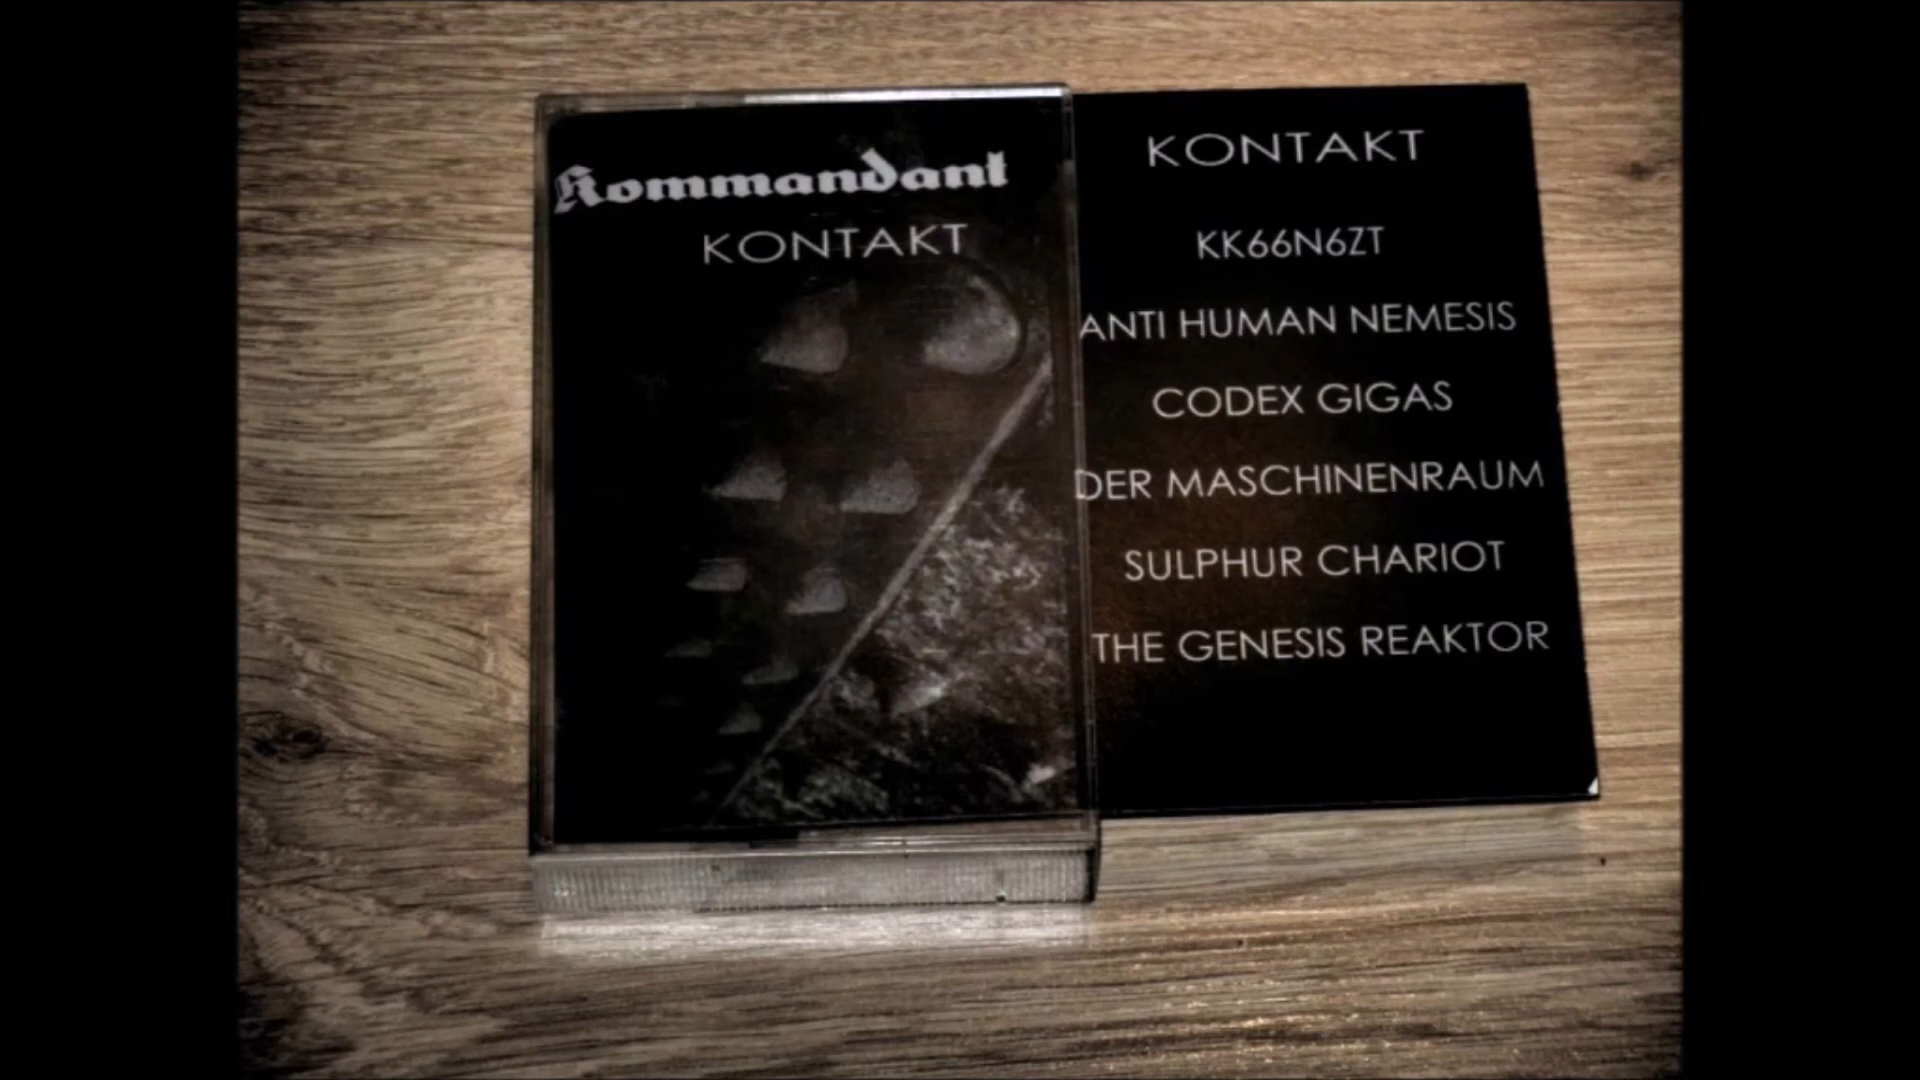 Kommandant
KONTAKT
KONTAKT
KK66N6ZT
ANTI HUMAN NEMESIS
CODEX GIGAS
DER MASCHINENRAUM
SULPHUR CHARIOT
THE GENESIS REAKTOR